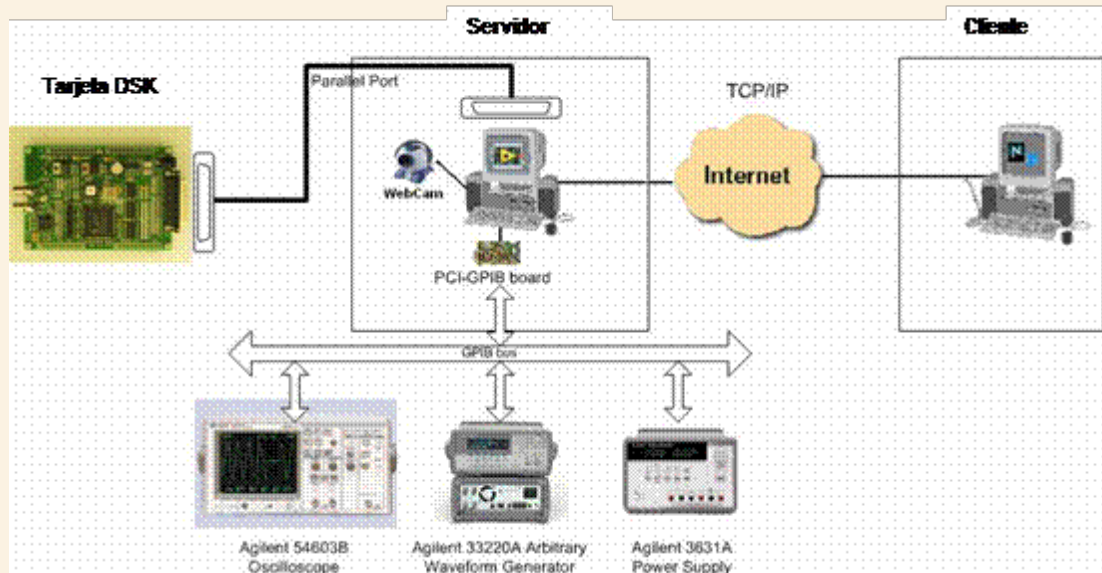 Servidor
Cliente
Tarjeta DSK
Parallel Port
TCP/IP
WebCam
Internet
PCI-GPIB board
GPIB bus
Agilent 54603B
Oscilloscope
Agilent 33220A Arbitrary
Waveform Generator
Agilent 3631A
Power Supply